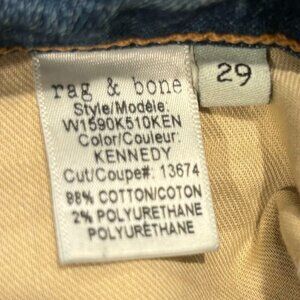 rag & bone
Style/Modèle:
W1590K510KEN
Color/Couleur:
KENNEDY
Cut/Coupe#: 13674
98% COTTON/COTON
2% POLYURETHANE
POLYURÉTHANE
29